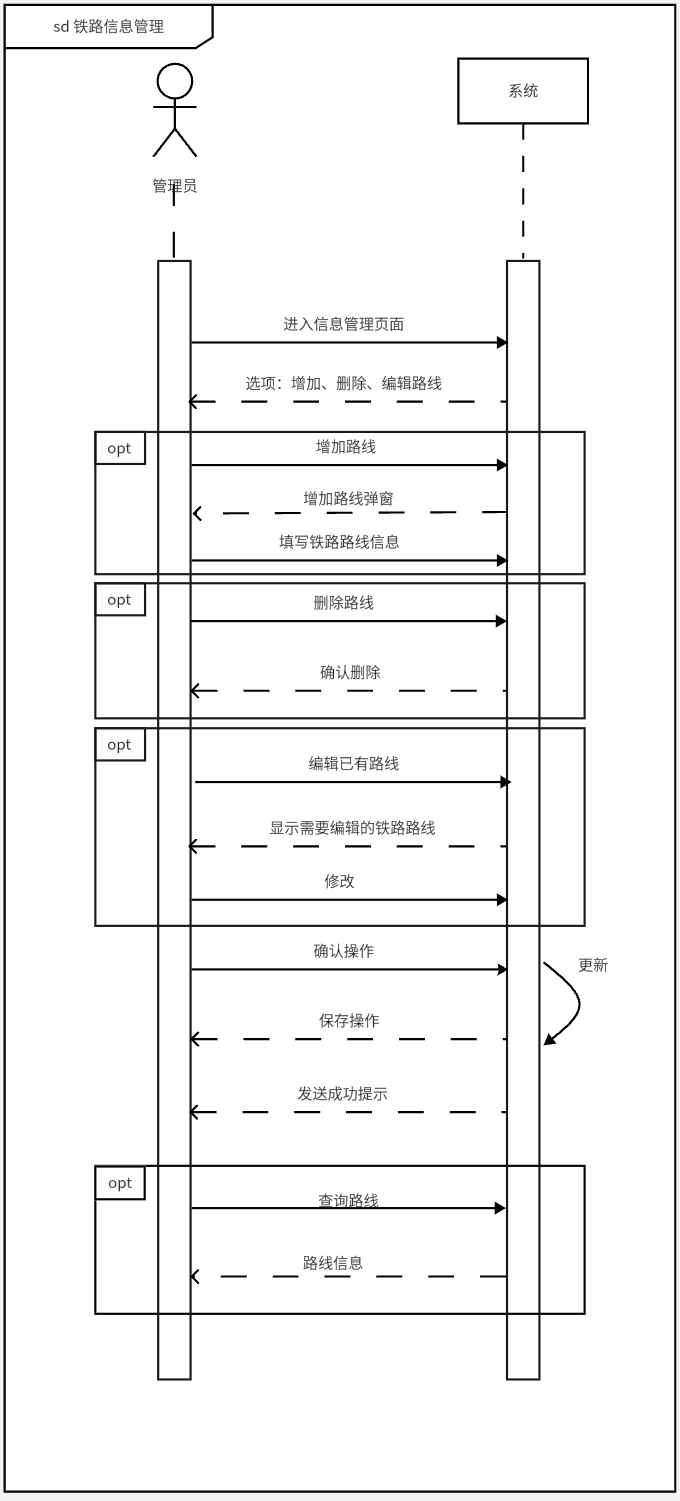 sd 铁路信息管理
系统
管理员
进入信息管理页面
选项：增加、删除、编辑路线
opt
增加路线
增加路线弹窗
填写铁路路线信息
opt
删除路线
确认删除
opt
编辑已有路线
显示需要编辑的铁路路线
修改
确认操作
更新
保存操作
发送成功提示
opt
查询路线
路线信息